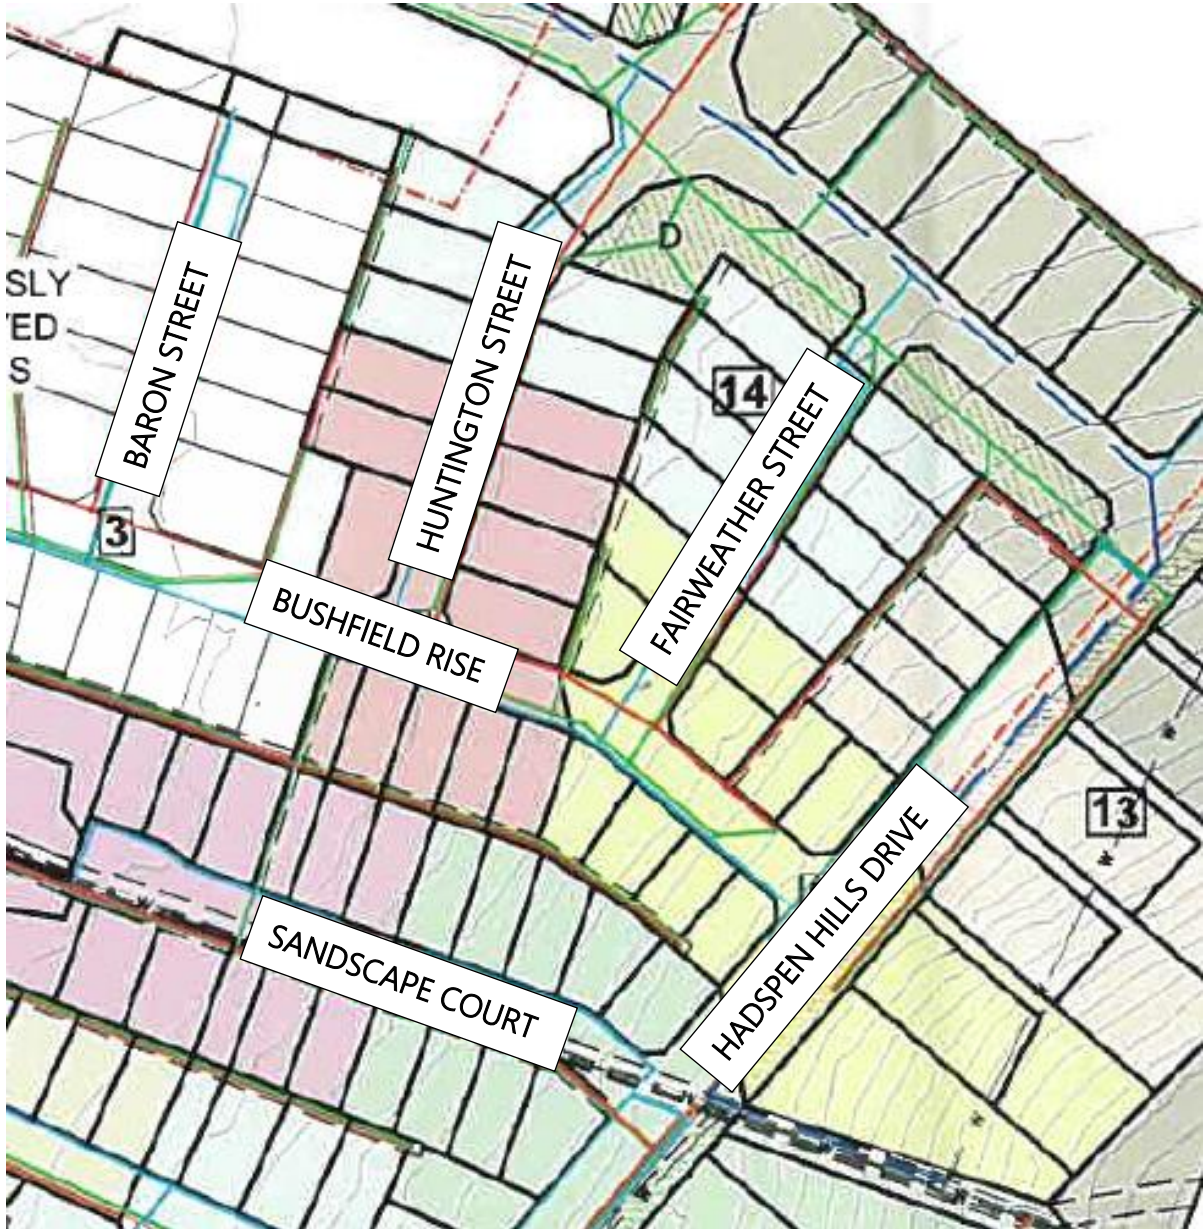 D
SLY
ED
S
14
BARON STREET
HUNTINGTON STREET
FAIRWEATHER STREET
3
BUSHFIELD RISE
13
HADSPEN HILLS DRIVE
SANDSCAPE COURT